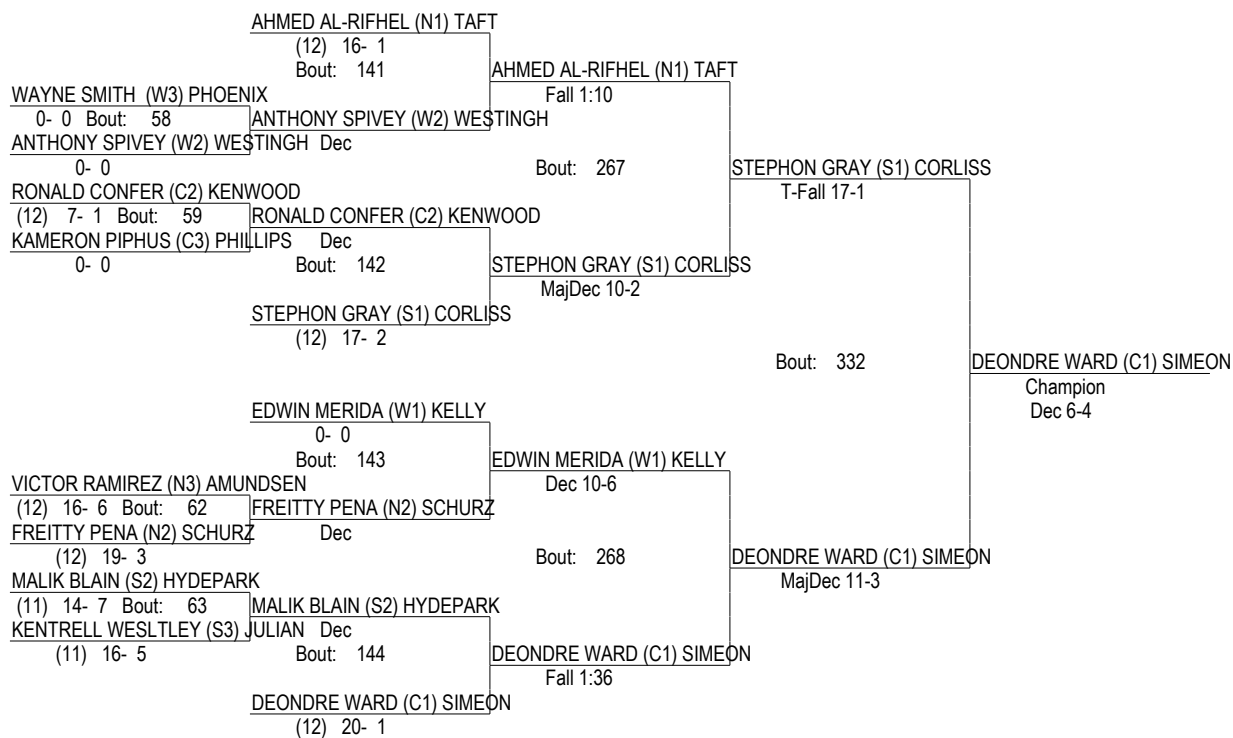 AHMED AL-RIFHEL (N1) TAFT
(12) 16- 1
Bout: 141
AHMED AL-RIFHEL (N1) TAFT
WAYNE SMITH (W3) PHOENIX
Fall 1:10
0- 0 Bout: 58
ANTHONY SPIVEY (W2) WESTINGH
ANTHONY SPIVEY (W2) WESTINGH Dec
0- 0
Bout: 267
STEPHON GRAY (S1) CORLISS
RONALD CONFER (C2) KENWOOD
T-Fall 17-1
(12) 7- 1 Bout: 59
RONALD CONFER (C2) KENWOOD
KAMERON PIPHUS (C3) PHILLIPS Dec
0- 0
Bout: 142
STEPHON GRAY (S1) CORLISS
MajDec 10-2
STEPHON GRAY (S1) CORLISS
(12) 17- 2
Bout: 332
DEONDRE WARD (C1) SIMEON
Champion
Dec 6-4
EDWIN MERIDA (W1) KELLY
0- 0
Bout: 143
EDWIN MERIDA (W1) KELLY
VICTOR RAMIREZ (N3) AMUNDSEN
Dec 10-6
(12) 16- 6 Bout: 62
FREITTY PENA (N2) SCHURZ
FREITTY PENA (N2) SCHURZ Dec
(12) 19- 3
Bout: 268
DEONDRE WARD (C1) SIMEON
MALIK BLAIN (S2) HYDEPARK
MajDec 11-3
(11) 14- 7 Bout: 63
MALIK BLAIN (S2) HYDEPARK
KENTRELL WESLTLEY (S3) JULIAN Dec
(11) 16- 5
Bout: 144
DEONDRE WARD (C1) SIMEON
Fall 1:36
DEONDRE WARD (C1) SIMEON
(12) 20- 1